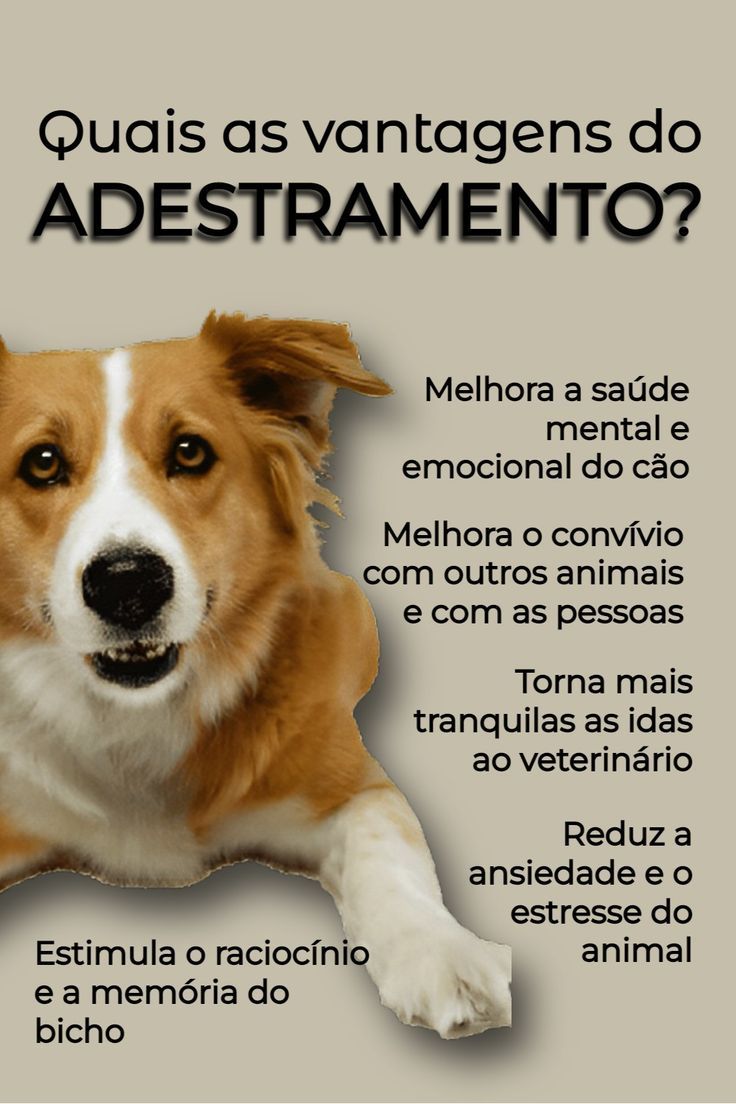 Quais as vantagens do
ADESTRAMENTO?
Melhora a saúde
mental e
emocional do cão
Melhora o convívio
com outros animais
e com as pessoas
Torna mais
tranquilas as idas
ao veterinário
Reduz a
ansiedade e o
estresse do
animal
Estimula o raciocínio
e a memória do
bicho